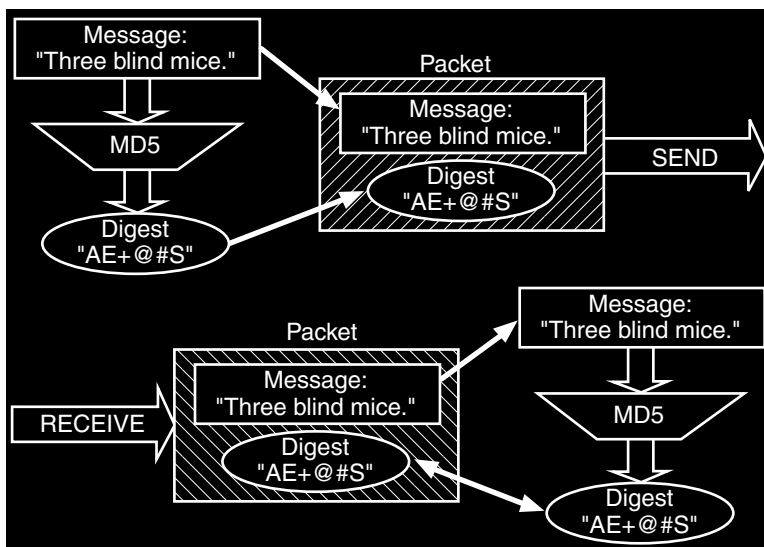 Message:
"Three blind mice."
MD5
Digest
"AE+@#S"
Packet
Message:
"Three blind mice."
Digest
"AE+@#S"
SEND
RECEIVE
Packet
Message:
"Three blind mice."
Digest
"AE+@#S"
Message:
"Three blind mice."
MD5
Digest
"AE+@#S"